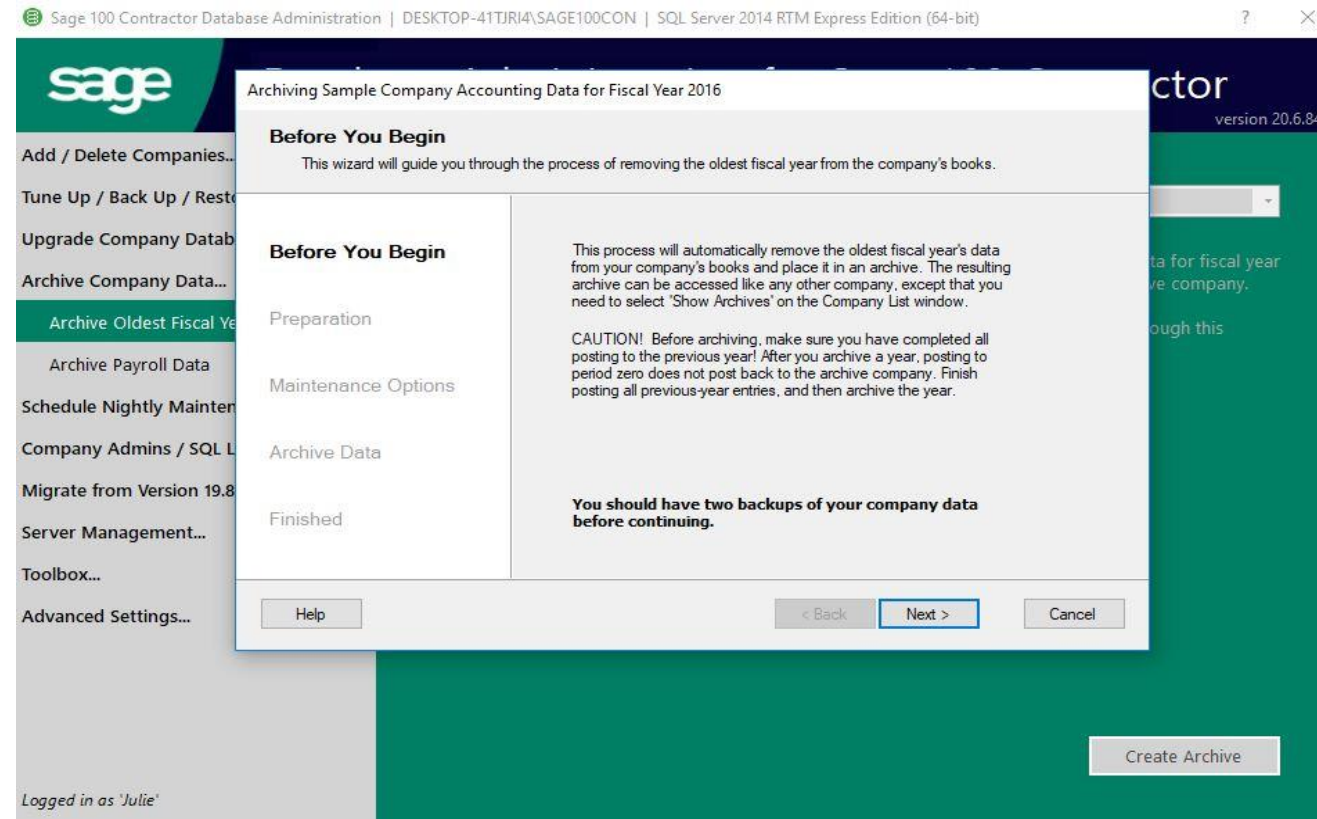 Sage 100 Contractor Database Administration | DESKTOP-41TJRI4\SAGE100CON | SQL Server 2014 RTM Express Edition (64-bit)
?
sage
ctor
version 20.6.84
Archiving Sample Company Accounting Data for Fiscal Year 2016
Before You Begin
This wizard will guide you through the process of removing the oldest fiscal year from the company's books.
Add / Delete Companies...
Tune Up / Back Up / Resto
Upgrade Company Datab
Archive Company Data...
Archive Oldest Fiscal Ye
Archive Payroll Data
Schedule Nightly Mainten
Company Admins / SQL L
Migrate from Version 19.8
Server Management...
Toolbox...
Advanced Settings...
Logged in as 'Julie'
Before You Begin
Preparation
Maintenance Options
Archive Data
Finished
This process will automatically remove the oldest fiscal year's data
from your company's books and place it in an archive. The resulting
archive can be accessed like any other company, except that you
need to select 'Show Archives' on the Company List window.
CAUTION! Before archiving, make sure you have completed all
posting to the previous year! After you archive a year, posting to
period zero does not post back to the archive company. Finish
posting all previous-year entries, and then archive the year.
You should have two backups of your company data
before continuing.
Help
< Back
Next >
Cancel
ta for fiscal year
ve company.
ough this
Create Archive